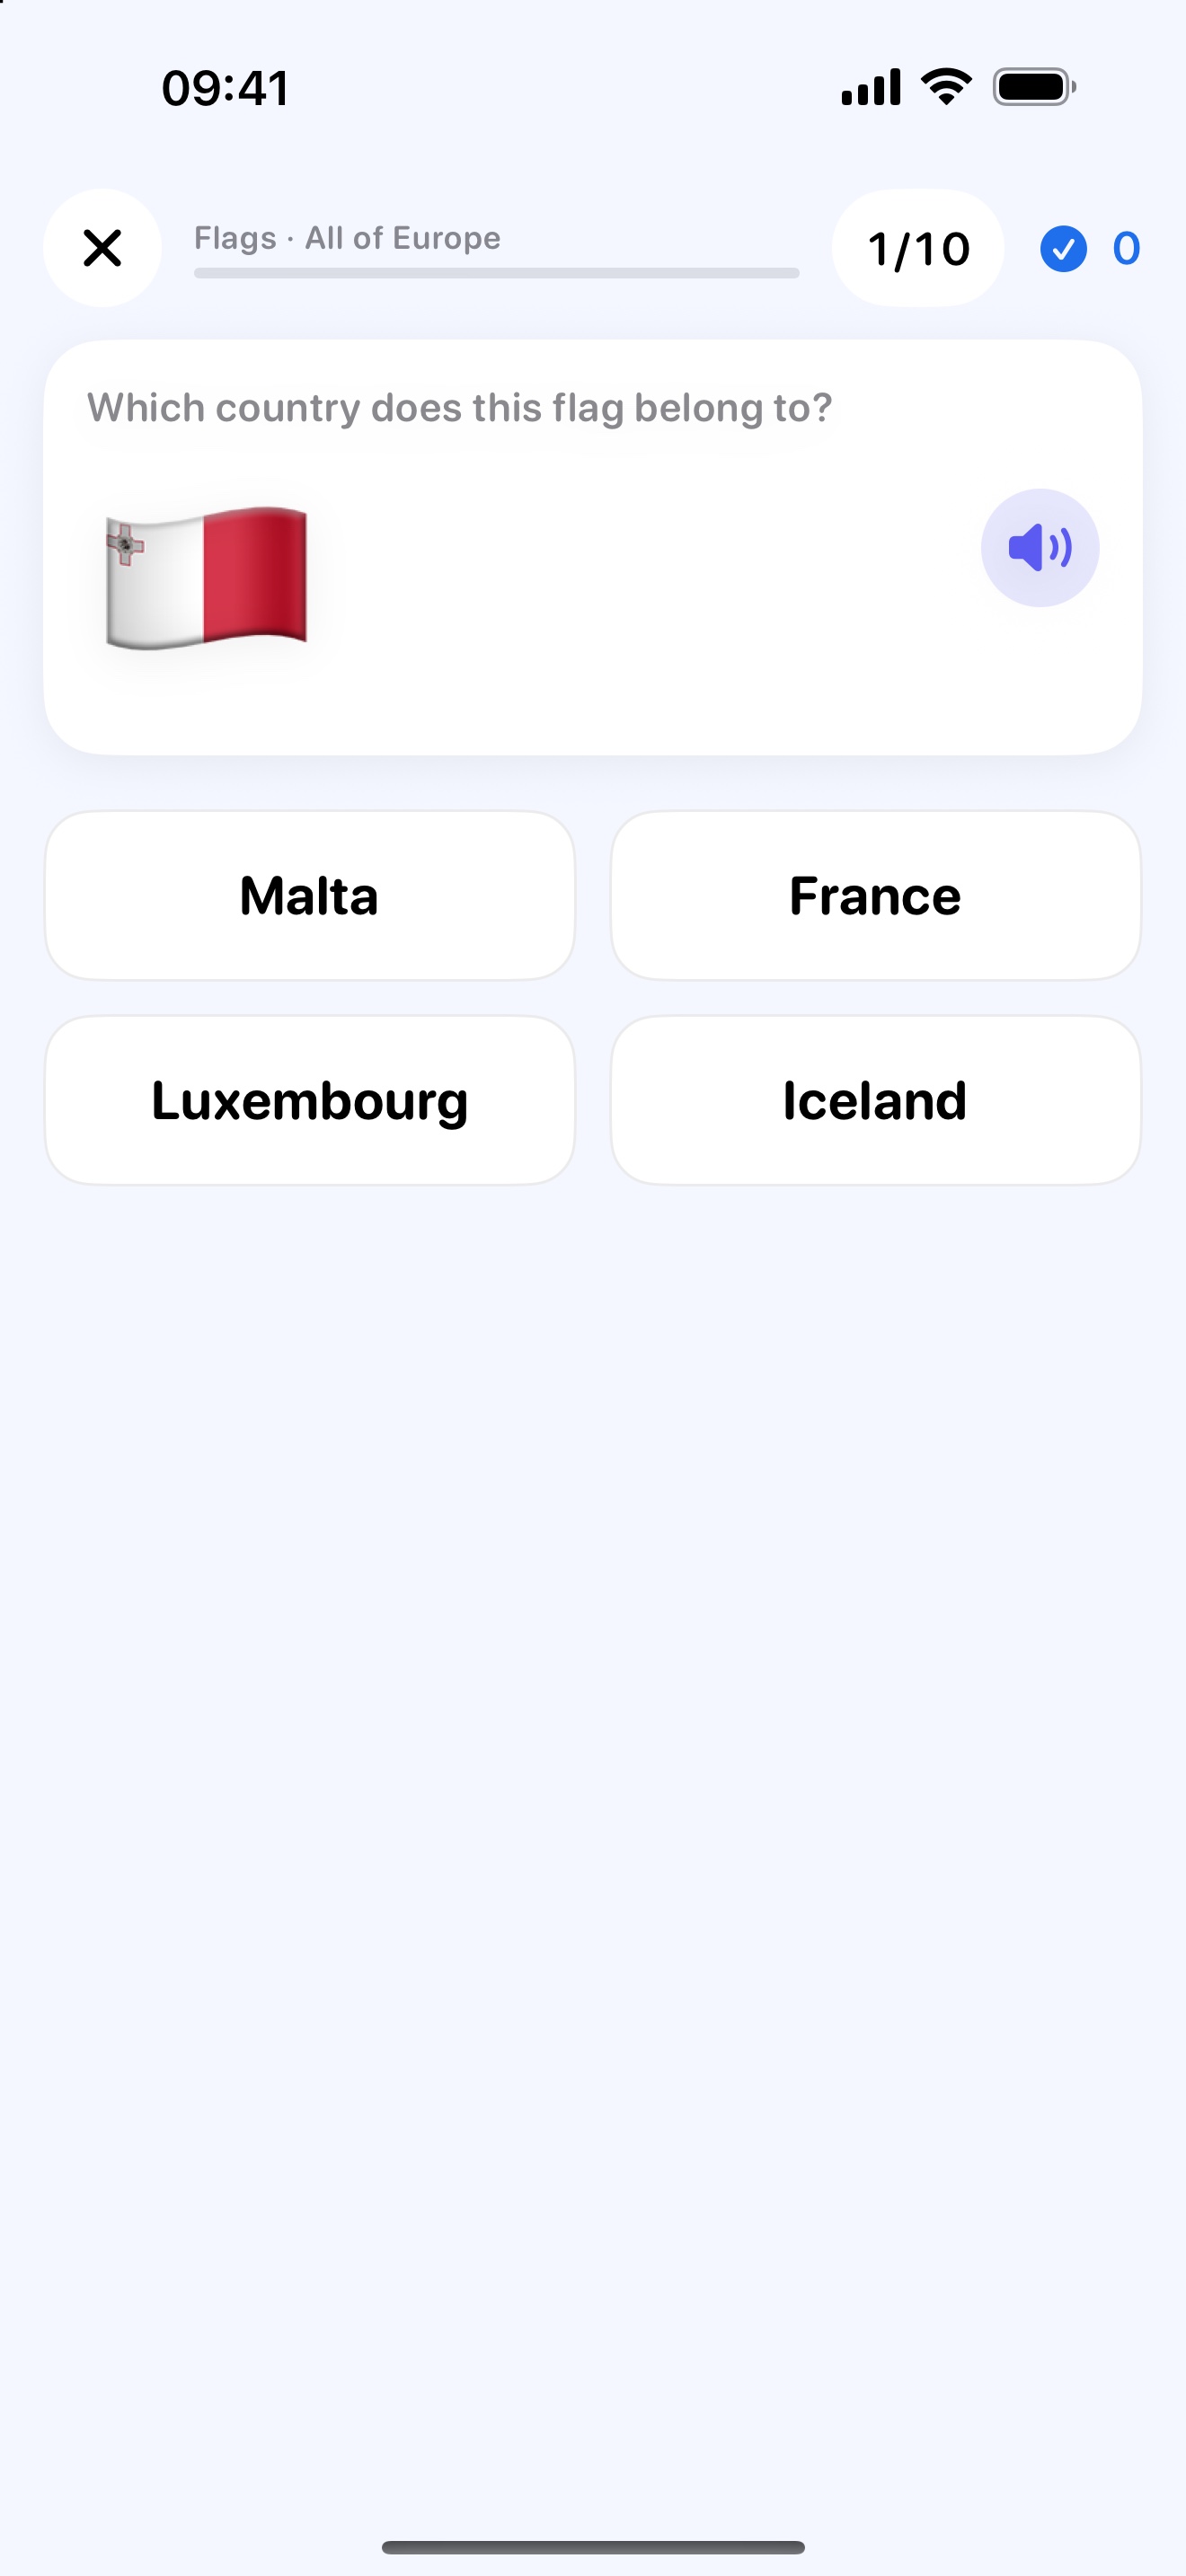 09:41
Flags · All of Europe
1/10
0
Which country does this flag belong to?
Malta
France
Luxembourg
Iceland